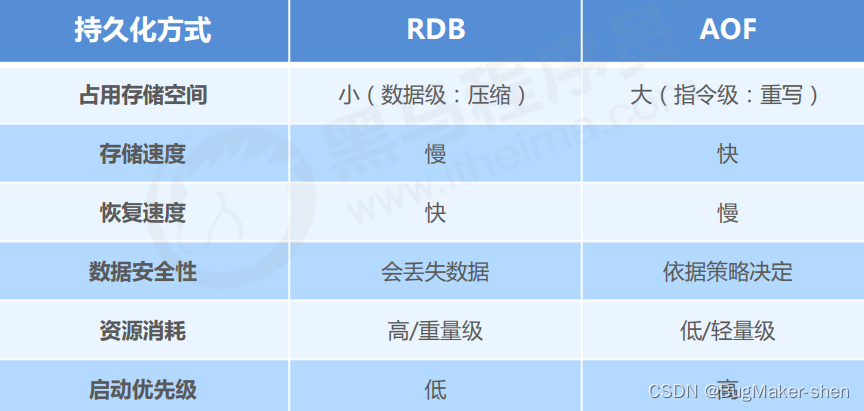 持久化方式 RDB AOF
占用存储空间 小（数据级：压缩） 大（指令级：重写）
存储速度 慢 快
恢复速度 快 慢
数据安全性 会丢失数据 依据策略决定
资源消耗 高/重量级 低/轻量级
启动优先级 低 高
黑马程序员
www.itheima.com
CSDN @BugMaker-shen